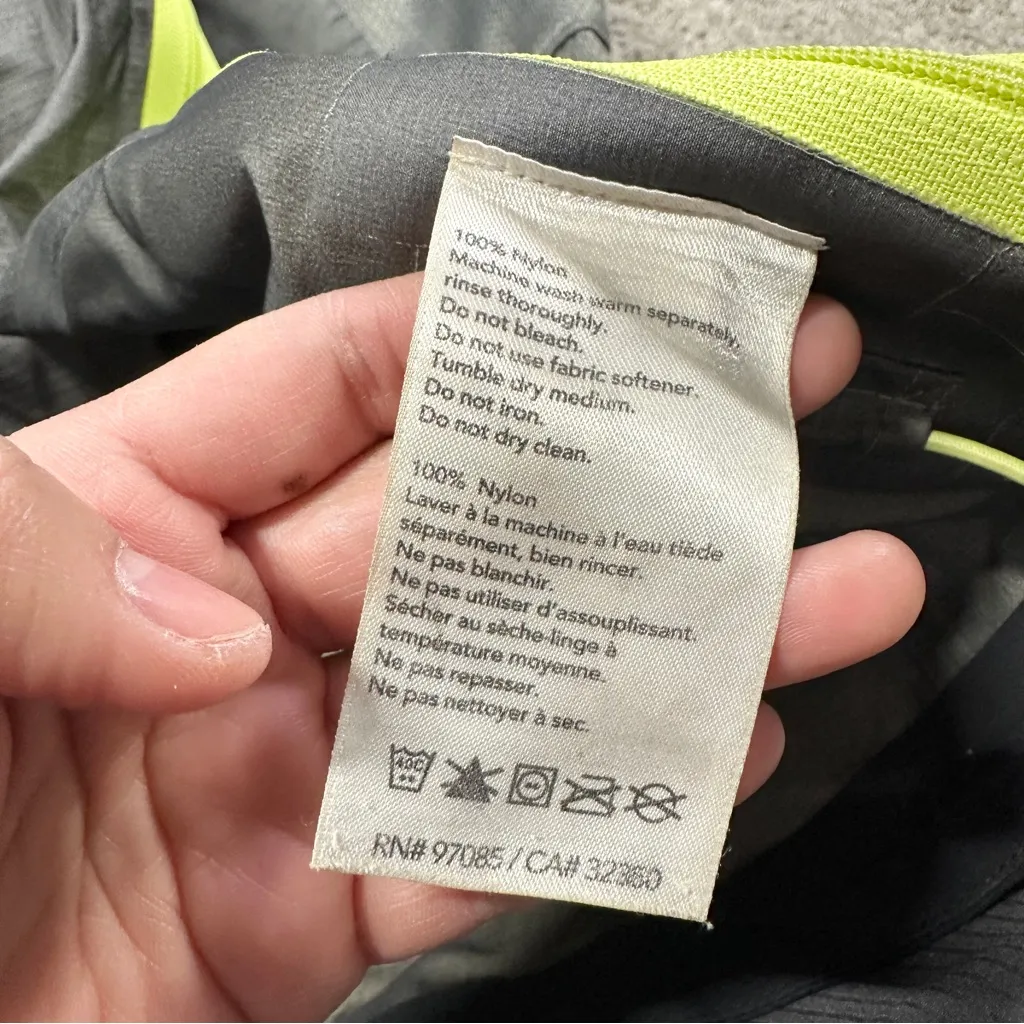 100% Nylon
Machine wash warm separately,
rinse thoroughly.
Do not bleach.
Do not use fabric softener.
Tumble dry medium.
Do not iron.
Do not dry clean.
100% Nylon
Laver à la machine à l'eau tiède
séparément, bien rincer.
Ne pas blanchir.
Ne pas utiliser d'assouplissant.
Sécher au sèche-linge à
température moyenne.
Ne pas repasser.
Ne pas nettoyer à sec.
40C
RN# 97085 / CA# 32360